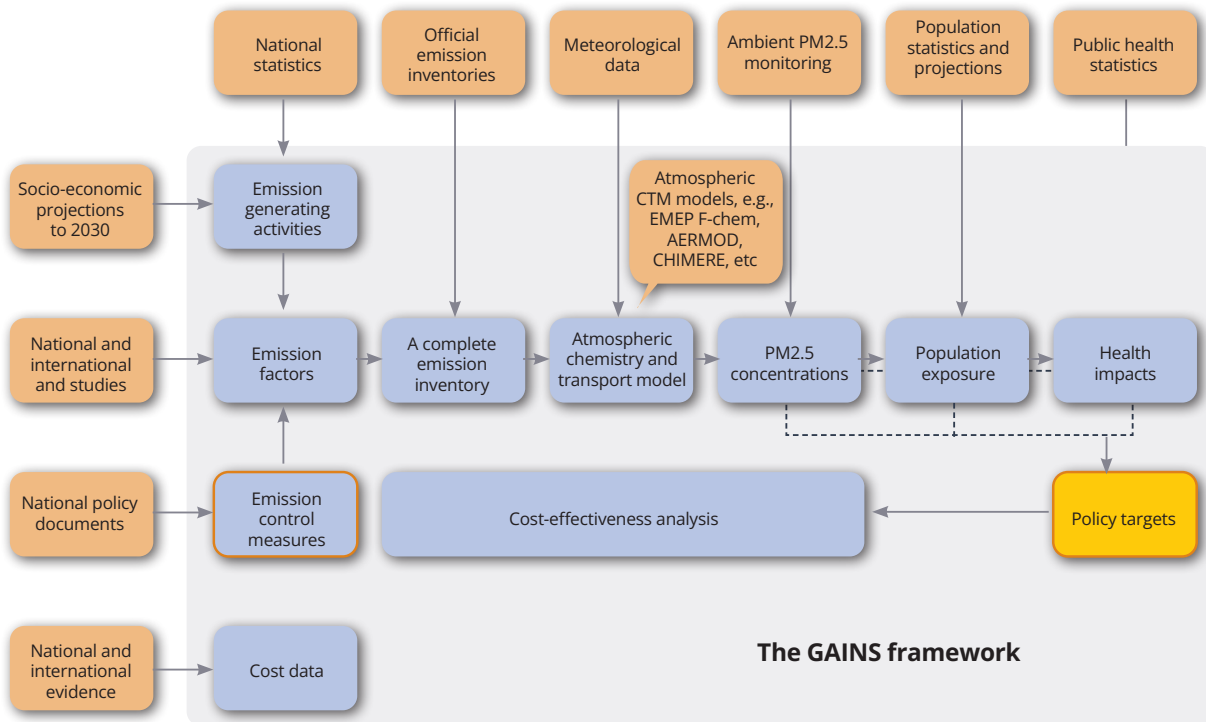 National
statistics
Official
emission
inventories
Meteorological
data
Ambient PM2.5
monitoring
Population
statistics and
projections
Public health
statistics
Socio-economic
projections
to 2030
Emission
generating
activities
Atmospheric
CTM models, e.g.,
EMEP F-chem,
AERMOD,
CHIMERE, etc
National and
international
and studies
Emission
factors
A complete
emission
inventory
Atmospheric
chemistry and
transport model
PM2.5
concentrations
Population
exposure
Health
impacts
National policy
documents
Emission
control
measures
Cost-effectiveness analysis
Policy targets
National and
international
evidence
Cost data
The GAINS framework